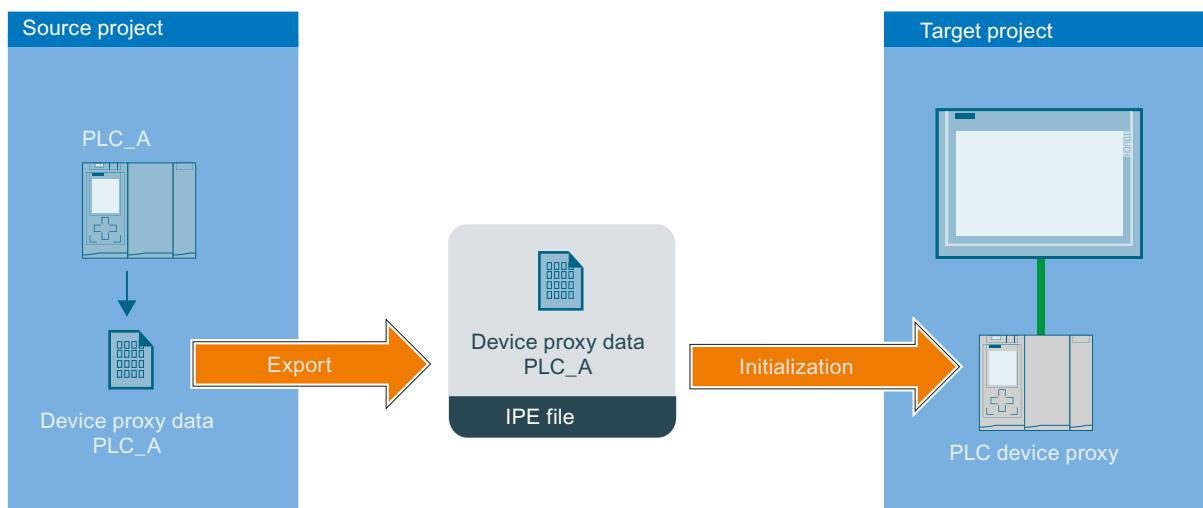 Source project
PLC_A
Device proxy data
PLC_A
Export
Device proxy data
PLC_A
IPE file
Initialization
Target project
TOUCH
PLC device proxy